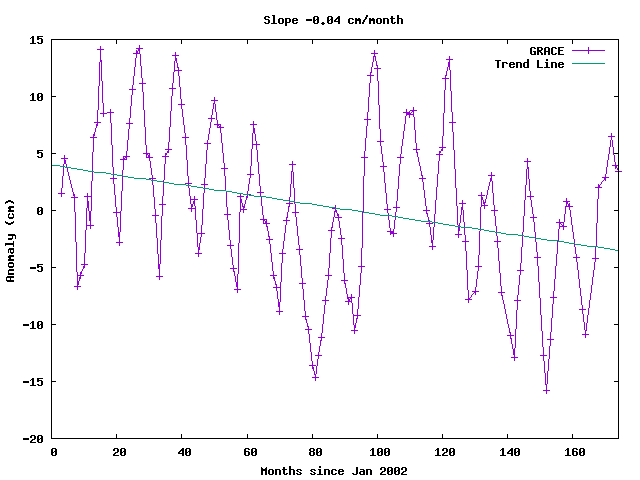 Slope -0.04 cm/month
GRACE
Trend Line
15
10
5
0
-5
-10
-15
-20
Anomaly (cm)
0 20 40 60 80 100 120 140 160
Months since Jan 2002